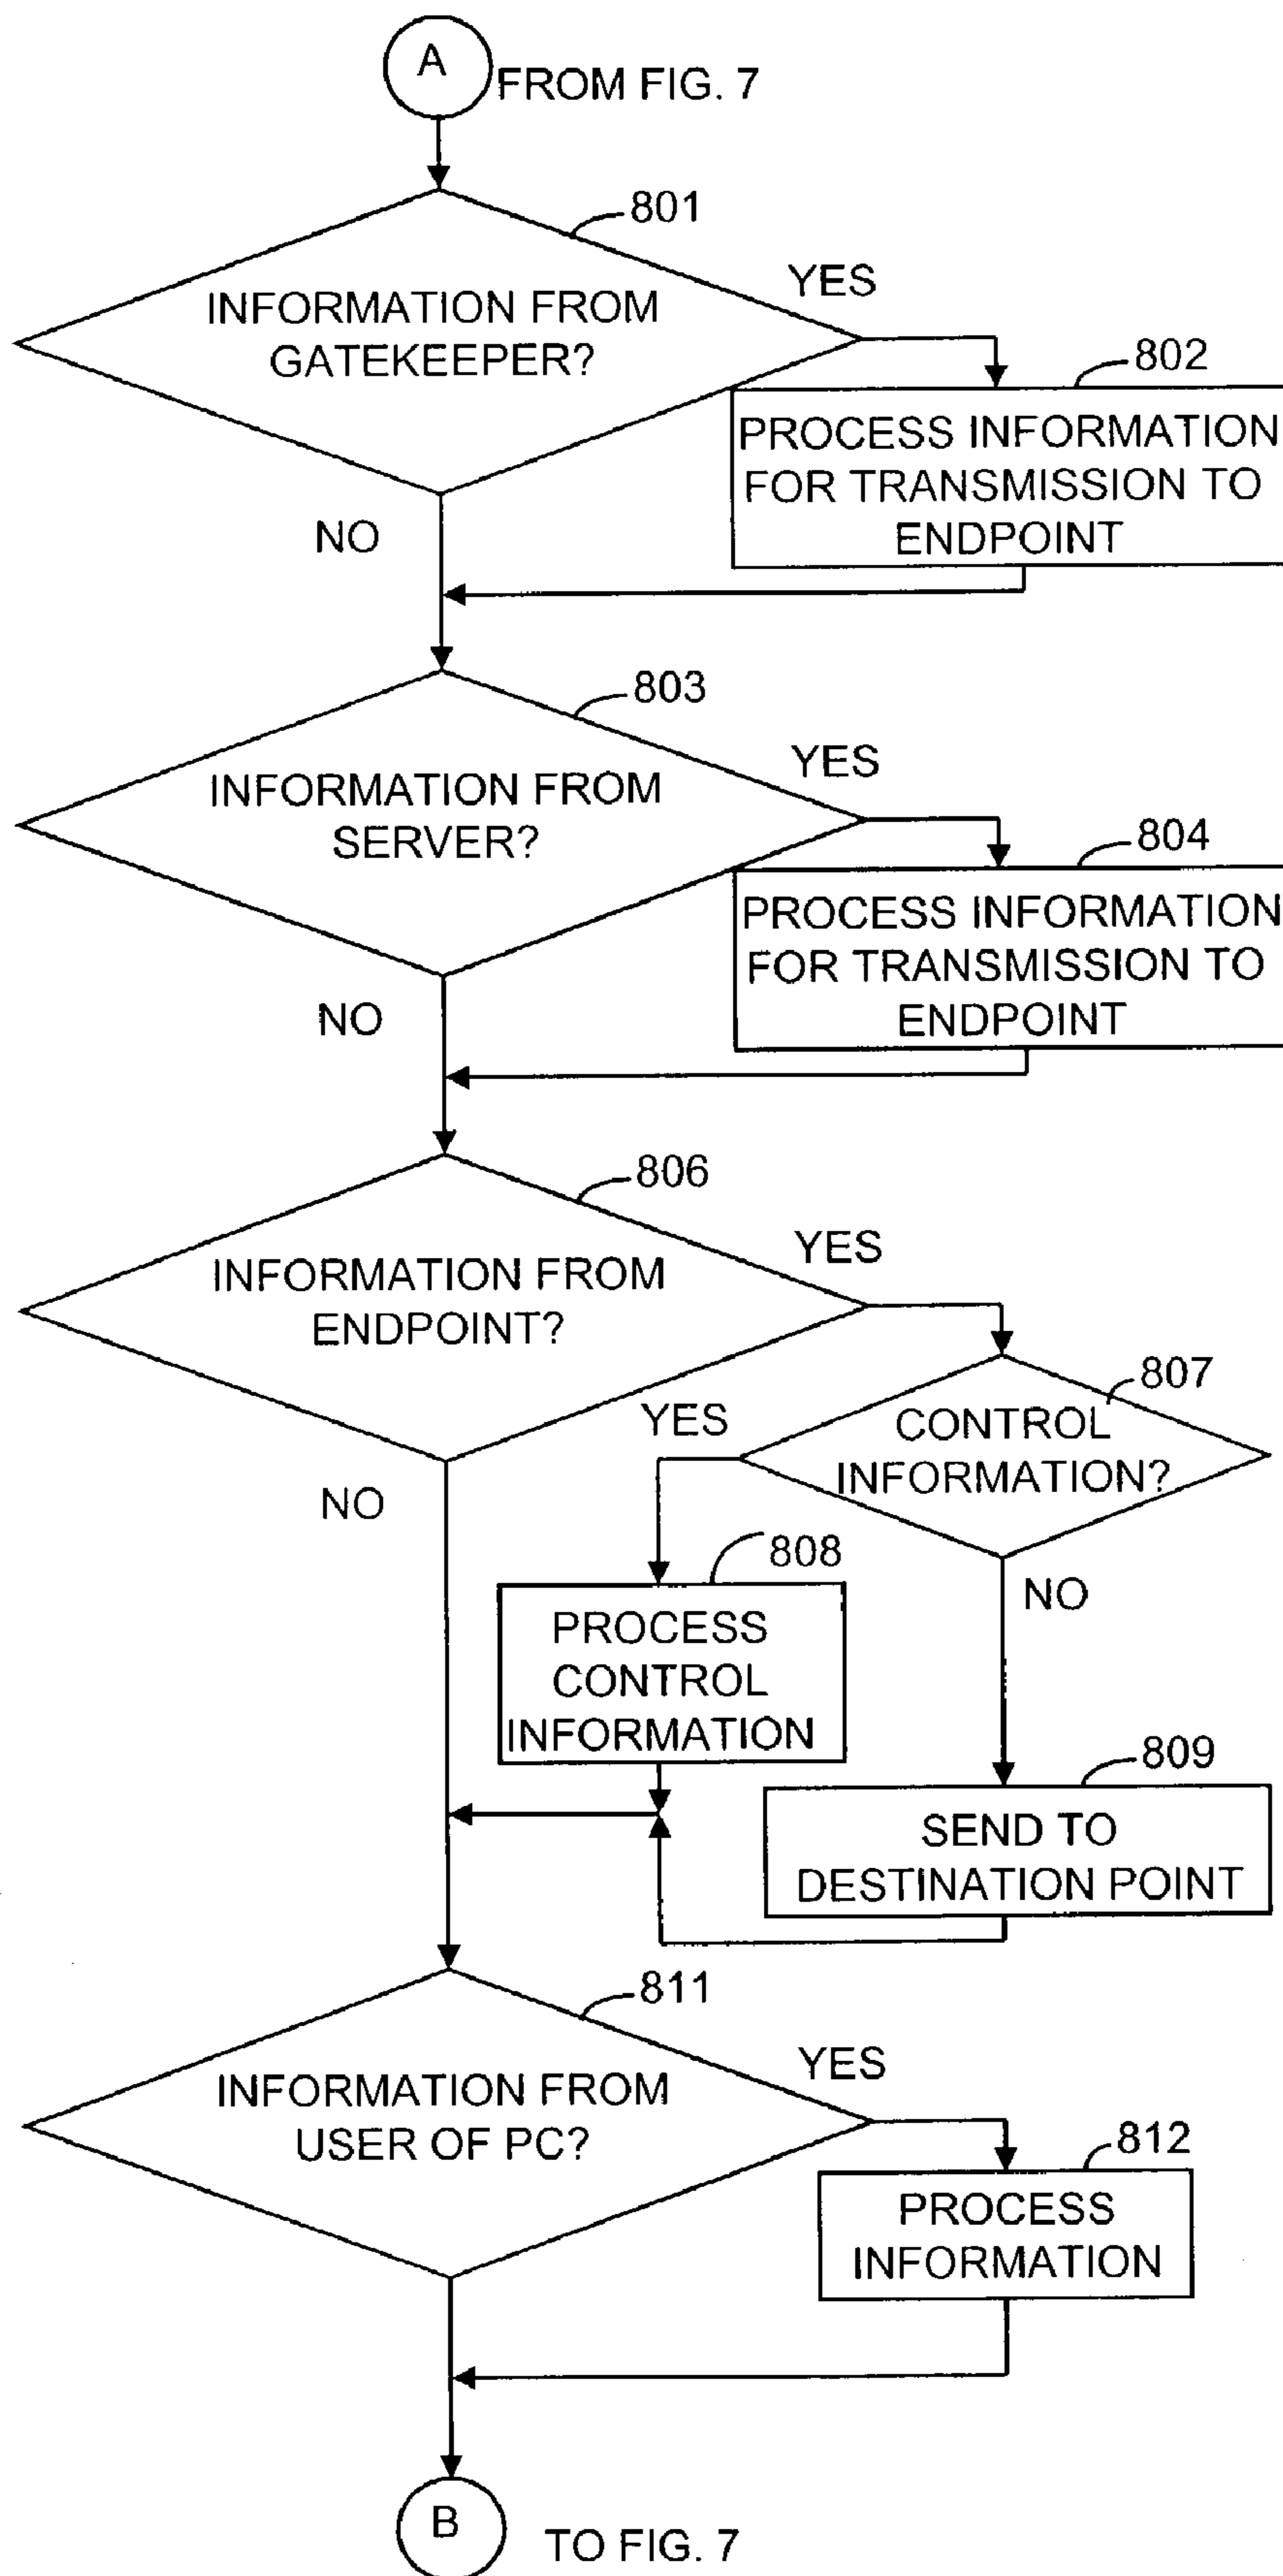 A
FROM FIG. 7
801
INFORMATION FROM
GATEKEEPER?
YES
802
PROCESS INFORMATION
FOR TRANSMISSION TO
ENDPOINT
NO
803
INFORMATION FROM
SERVER?
YES
804
PROCESS INFORMATION
FOR TRANSMISSION TO
ENDPOINT
NO
806
INFORMATION FROM
ENDPOINT?
YES
807
CONTROL
INFORMATION?
YES
NO
808
PROCESS
CONTROL
INFORMATION
NO
809
SEND TO
DESTINATION POINT
811
INFORMATION FROM
USER OF PC?
YES
812
PROCESS
INFORMATION
B
TO FIG. 7